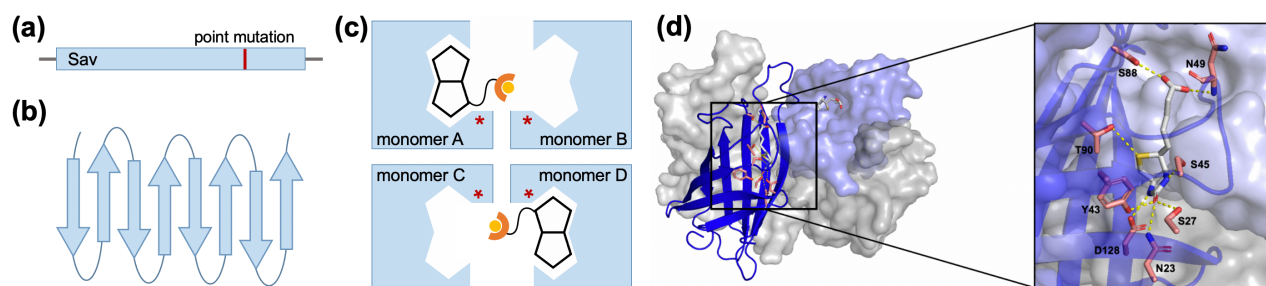 (a)
point mutation
Sav
(b)
(c)
monomer A
*
*
monomer B
monomer C
*
*
monomer D
(d)
S88
N49
T90
S45
Y43
S27
D128
N23